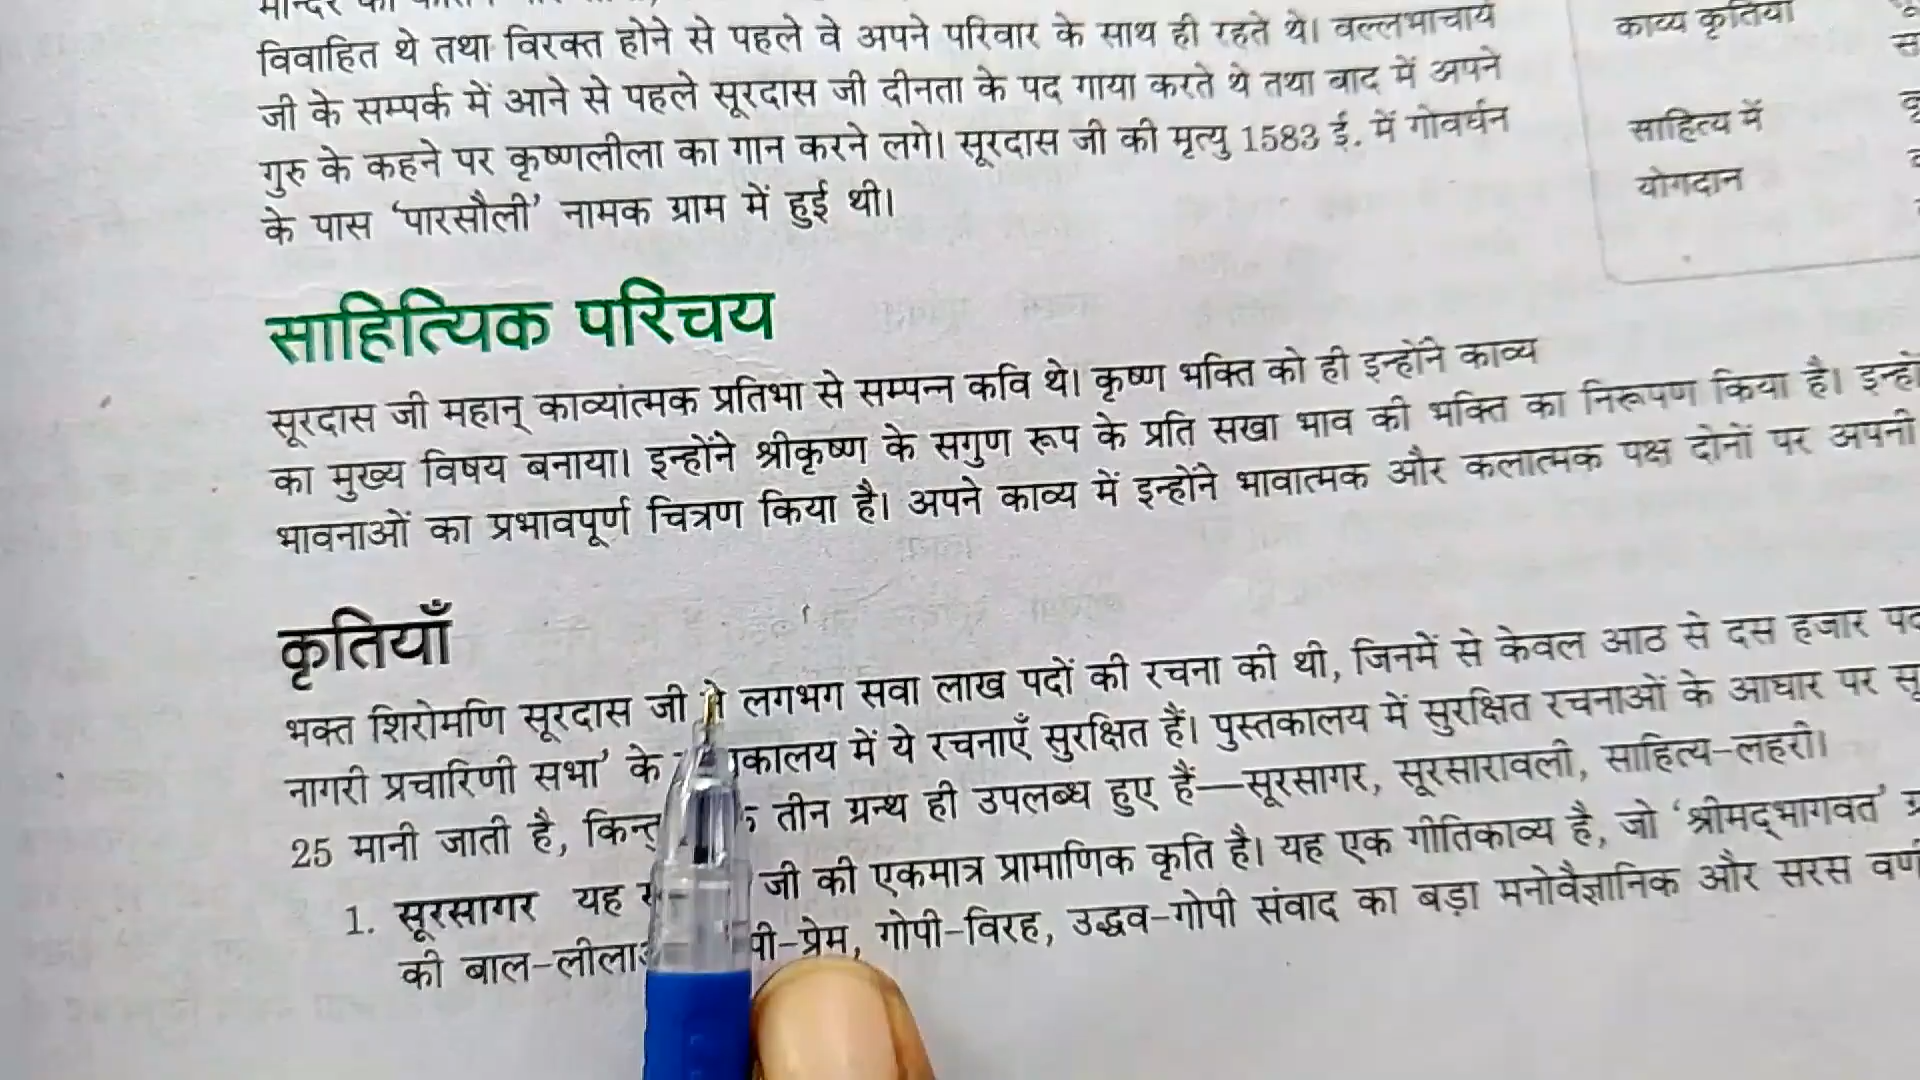 विवाहित थे तथा विरक्त होने से पहले वे अपने परिवार के साथ ही रहते थे। वल्लभाचार्य
जी के सम्पर्क में आने से पहले सूरदास जी दीनता के पद गाया करते थे तथा बाद में अपने
गुरु के कहने पर कृष्णलीला का गान करने लगे। सूरदास जी की मृत्यु 1583 ई. में गोवर्धन
के पास ‘पारसौली’ नामक ग्राम में हुई थी।
काव्य कृतियाँ
साहित्य में
योगदान
साहित्यिक परिचय
सूरदास जी महान् काव्यांत्मक प्रतिभा से सम्पन्न कवि थे। कृष्ण भक्ति को ही इन्होंने काव्य
का मुख्य विषय बनाया। इन्होंने श्रीकृष्ण के सगुण रूप के प्रति सखा भाव की भक्ति का निरूपण किया है।
भावनाओं का प्रभावपूर्ण चित्रण किया है। अपने काव्य में इन्होंने भावात्मक और कलात्मक पक्ष दोनों पर अपनी
कृतियाँ
भक्त शिरोमणि सूरदास जी ने लगभग सवा लाख पदों की रचना की थी, जिनमें से केवल आठ से दस हजार पद
नागरी प्रचारिणी सभा’ के में ये रचनाएँ सुरक्षित हैं। पुस्तकालय में सुरक्षित रचनाओं के आधार पर
25 मानी जाती है, तीन ग्रन्थ ही उपलब्ध हुए हैं—सूरसागर, सूरसारावली, साहित्य-लहरी।
1. सूरसागर यह जी की एकमात्र प्रामाणिक कृति है। यह एक गीतिकाव्य है, जो ‘श्रीमद्‌भागवत’
की गोपी-विरह, उद्धव-गोपी संवाद का बड़ा मनोवैज्ञानिक और सरस